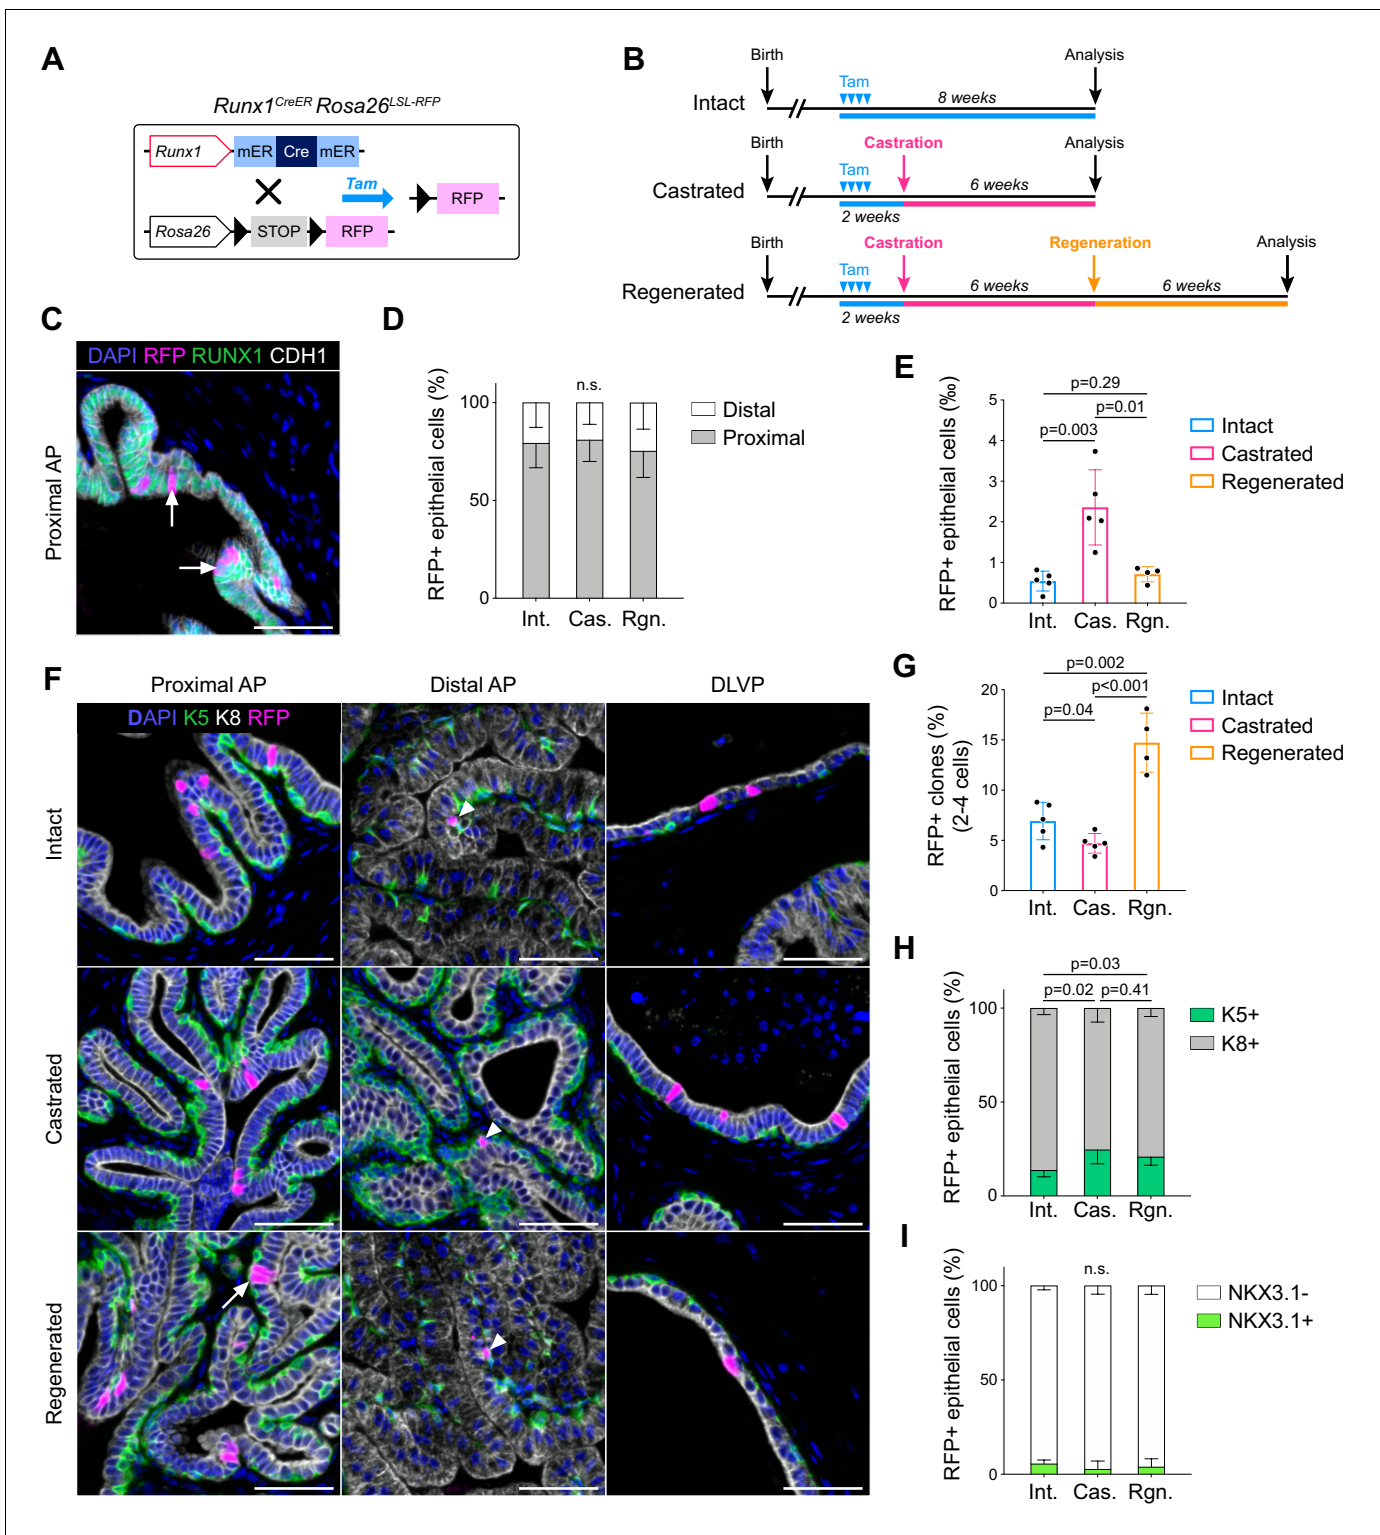 A
Runx1CreER Rosa26LSL-RFP
Runx1
mER Cre mER
Tam
RFP
Rosa26
STOP
RFP
B
Birth
Analysis
Tam
Intact
8 weeks
Birth
Castration
Analysis
Tam
Castrated
6 weeks
2 weeks
Birth
Castration
Regeneration
Analysis
Tam
Regenerated
6 weeks
6 weeks
2 weeks
C
DAPI RFP RUNX1 CDH1
Proximal AP
D
RFP+ epithelial cells (%)
n.s.
100
50
0
Int. Cas. Rgn.
Distal
Proximal
E
RFP+ epithelial cells (‰)
p=0.29
p=0.01
p=0.003
5
4
3
2
1
0
Int. Cas. Rgn.
Intact
Castrated
Regenerated
F
Proximal AP
Distal AP
DLVP
DAPI K5 K8 RFP
Intact
Castrated
Regenerated
G
RFP+ clones (%)
(2-4 cells)
p=0.002
p<0.001
p=0.04
20
15
10
5
0
Int. Cas. Rgn.
Intact
Castrated
Regenerated
H
RFP+ epithelial cells (%)
p=0.03
p=0.02 p=0.41
100
50
0
Int. Cas. Rgn.
K5+
K8+
I
RFP+ epithelial cells (%)
n.s.
100
50
0
Int. Cas. Rgn.
NKX3.1-
NKX3.1+